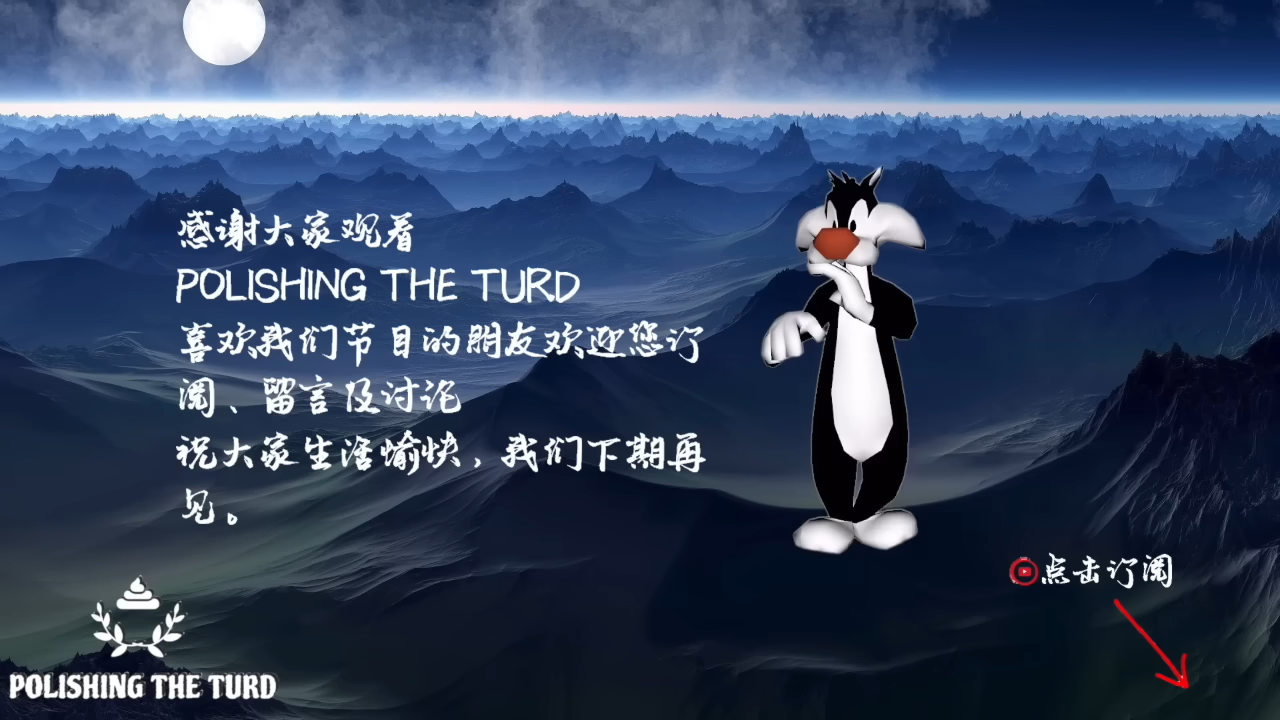 感谢大家观看
POLISHING THE TURD
喜欢我们节目的朋友欢迎您订
阅、留言及讨论
祝大家生活愉快，我们下期再
见。
点击订阅
POLISHING THE TURD